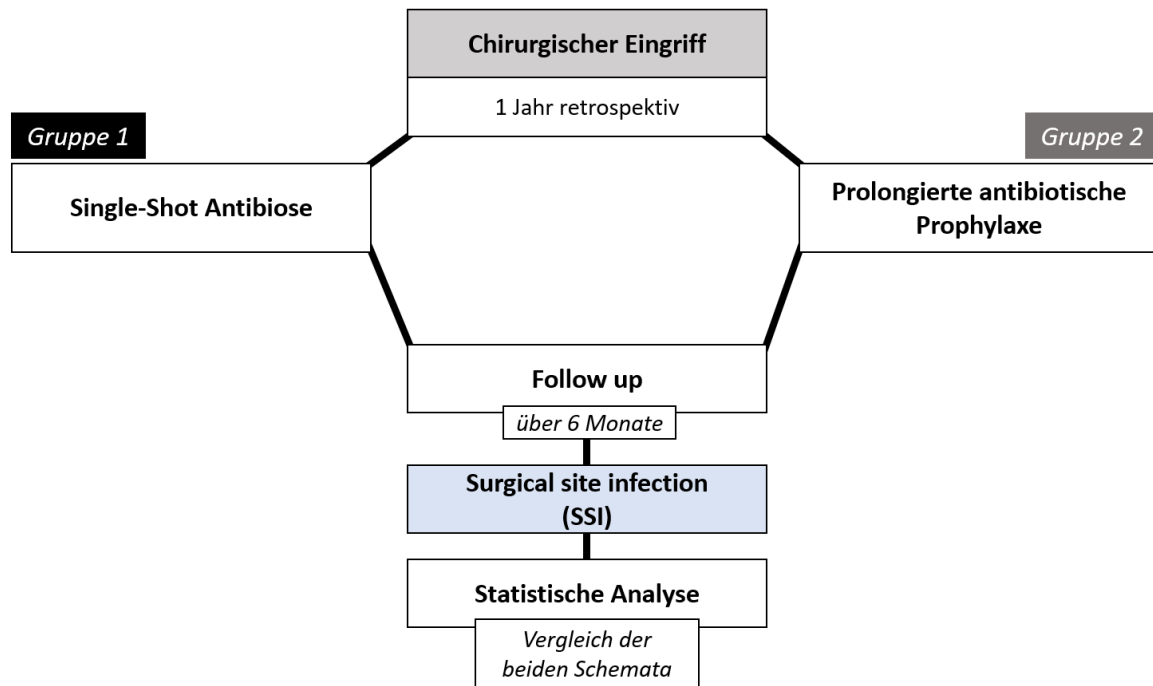 Chirurgischer Eingriff
1 Jahr retrospektiv
Gruppe 1
Gruppe 2
Single-Shot Antibiose
Prolongierte antibiotische
Prophylaxe
Follow up
über 6 Monate
Surgical site infection
(SSI)
Statistische Analyse
Vergleich der
beiden Schemata